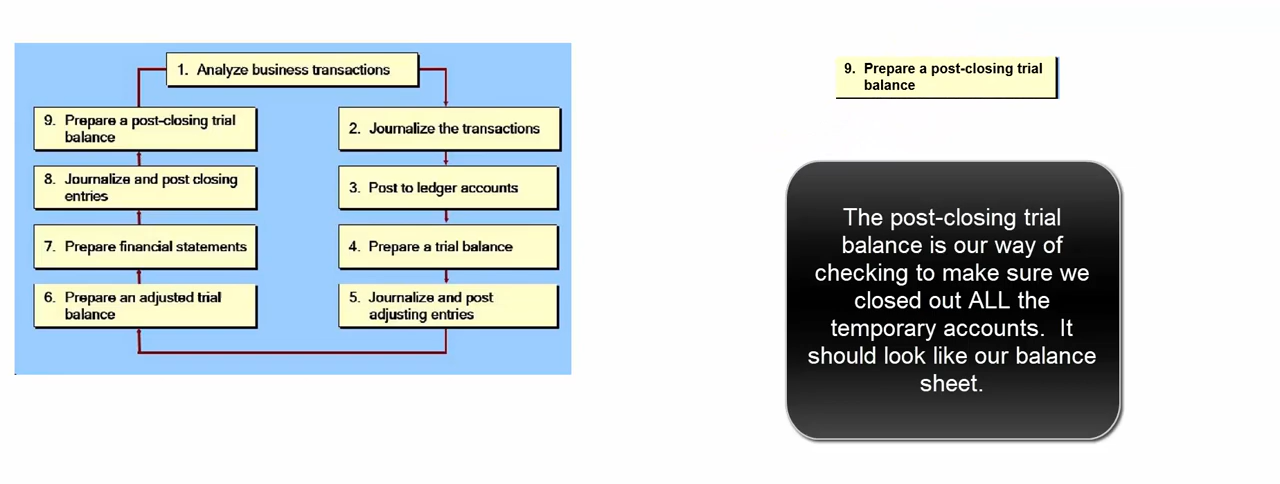 1. Analyze business transactions
9. Prepare a post-closing trial
balance
2. Journalize the transactions
8. Journalize and post closing
entries
3. Post to ledger accounts
7. Prepare financial statements
4. Prepare a trial balance
6. Prepare an adjusted trial
balance
5. Journalize and post
adjusting entries
9. Prepare a post-closing trial
balance
The post-closing trial
balance is our way of
checking to make sure we
closed out ALL the
temporary accounts. It
should look like our balance
sheet.